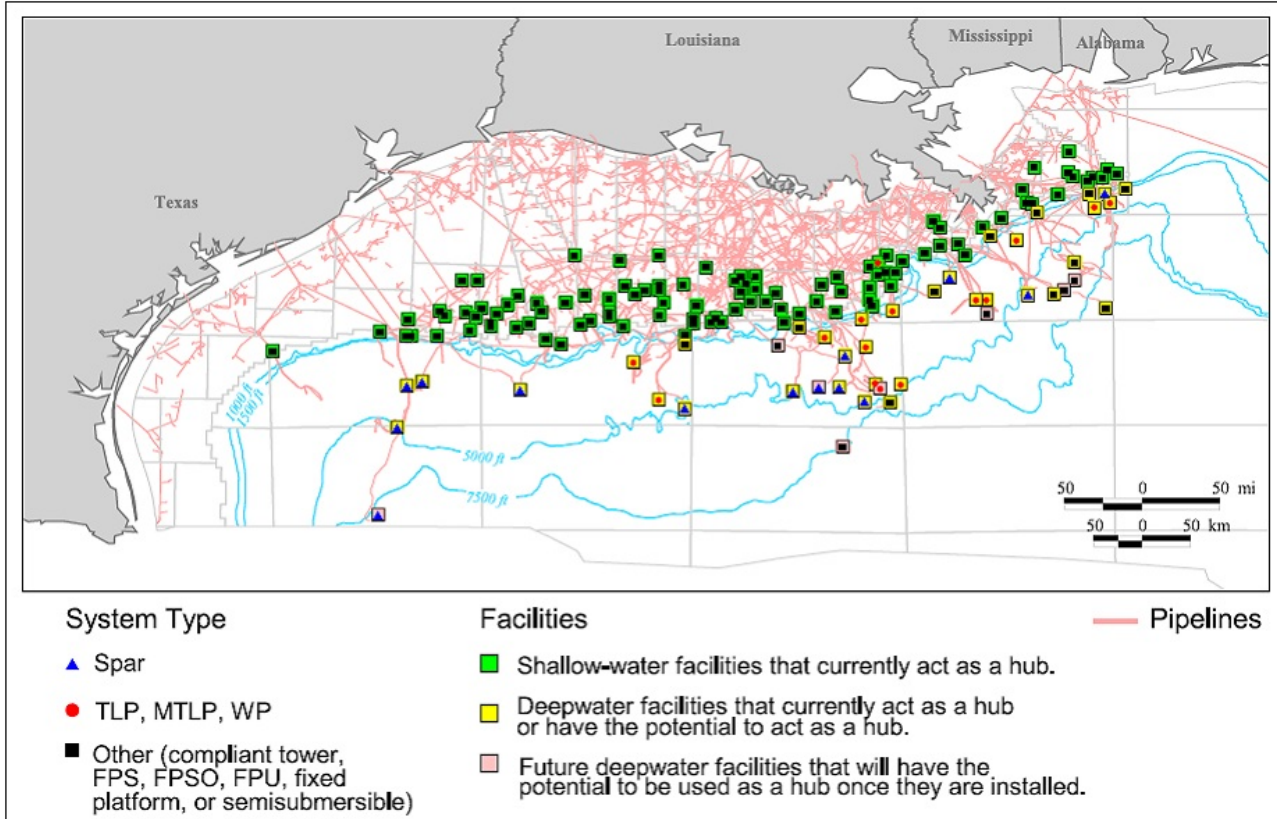 Louisiana
Mississippi
Alabama
Texas
1000 ft
1500 ft
5000 ft
7500 ft
50 0 50 mi
50 0 50 km
System Type
Spar
TLP, MTLP, WP
Other (compliant tower,
FPS, FPSO, FPU, fixed
platform, or semisubmersible)
Facilities
Shallow-water facilities that currently act as a hub.
Deepwater facilities that currently act as a hub
or have the potential to act as a hub.
Future deepwater facilities that will have the
potential to be used as a hub once they are installed.
Pipelines